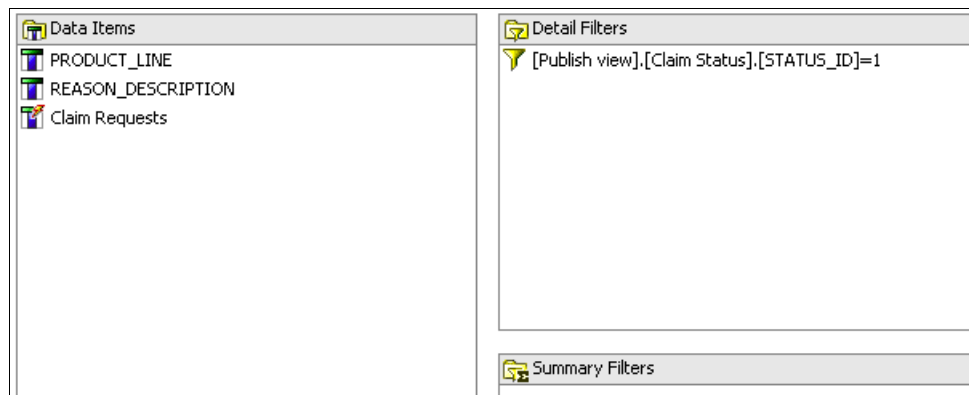 Data Items
PRODUCT_LINE
REASON_DESCRIPTION
Claim Requests
Detail Filters
[Publish view].[Claim Status].[STATUS_ID]=1
Summary Filters